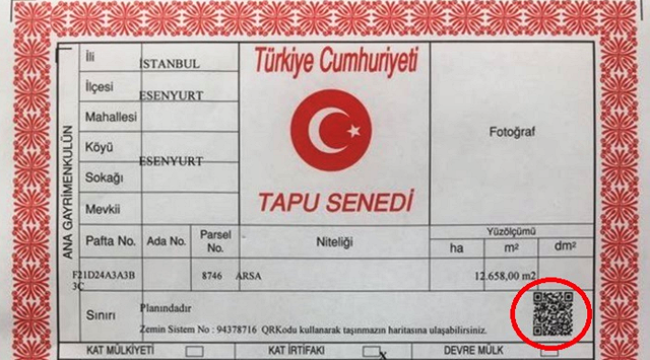 ANA GAYRİMENKULÜN
İli İSTANBUL
İlçesi ESENYURT
Mahallesi
Köyü ESENYURT
Sokağı
Mevkii
Türkiye Cumhuriyeti
TAPU SENEDİ
Fotoğraf
Pafta No. Ada No. Parsel No. Niteliği Yüzölçümü
ha m² dm²
F21D24A3A3B 8746 ARSA 12.658,00 m2
3C
Sınırı Planındadır
Zemin Sistem No : 94378716 QRKodu kullanarak taşınmazın haritasına ulaşabilirsiniz.
KAT MÜLKİYETİ KAT İRTİFAKI x DEVRE MÜLK